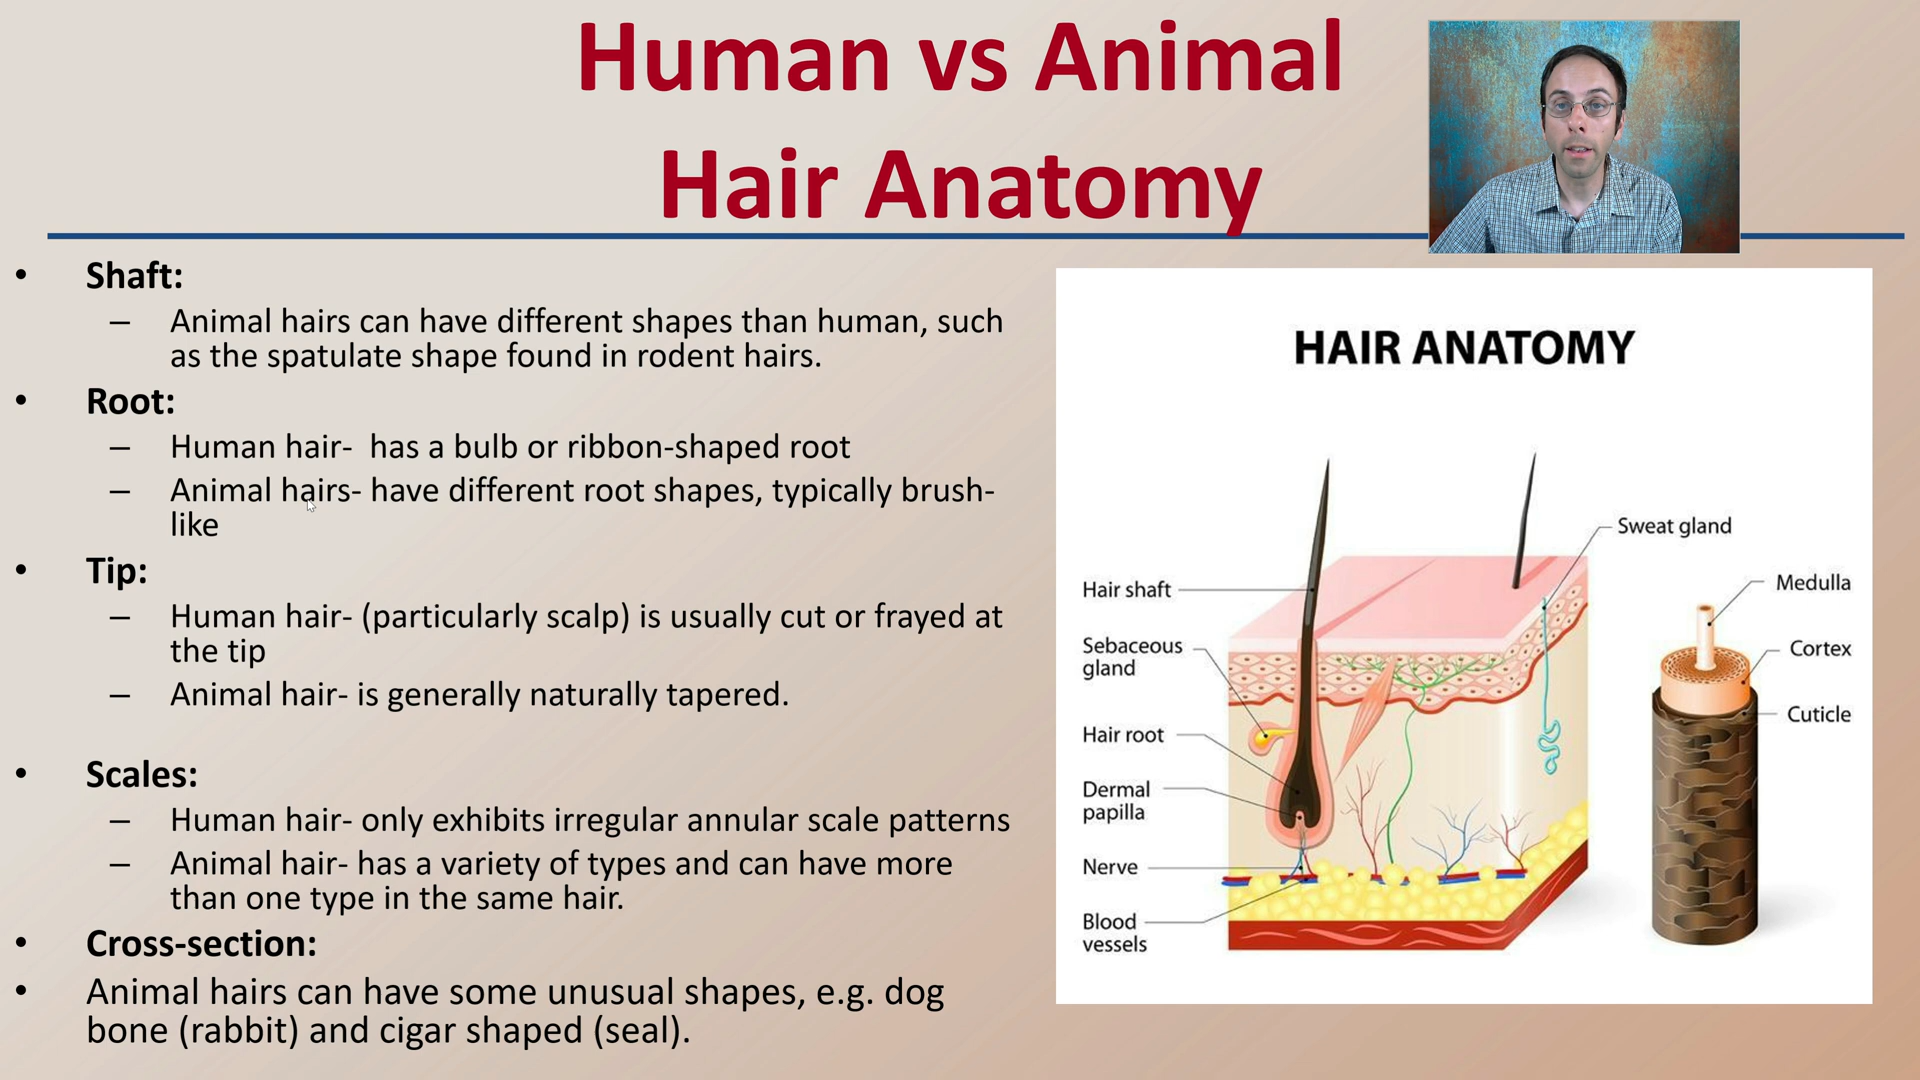 Human vs Animal
Hair Anatomy
• Shaft:
– Animal hairs can have different shapes than human, such
as the spatulate shape found in rodent hairs.
• Root:
– Human hair-  has a bulb or ribbon-shaped root
– Animal hairs- have different root shapes, typically brush-
like
• Tip:
– Human hair- (particularly scalp) is usually cut or frayed at
the tip
– Animal hair- is generally naturally tapered.
• Scales:
– Human hair- only exhibits irregular annular scale patterns
– Animal hair- has a variety of types and can have more
than one type in the same hair.
• Cross-section:
• Animal hairs can have some unusual shapes, e.g. dog
bone (rabbit) and cigar shaped (seal).
HAIR ANATOMY
Hair shaft
Sebaceous
gland
Hair root
Dermal
papilla
Nerve
Blood
vessels
Sweat gland
Medulla
Cortex
Cuticle